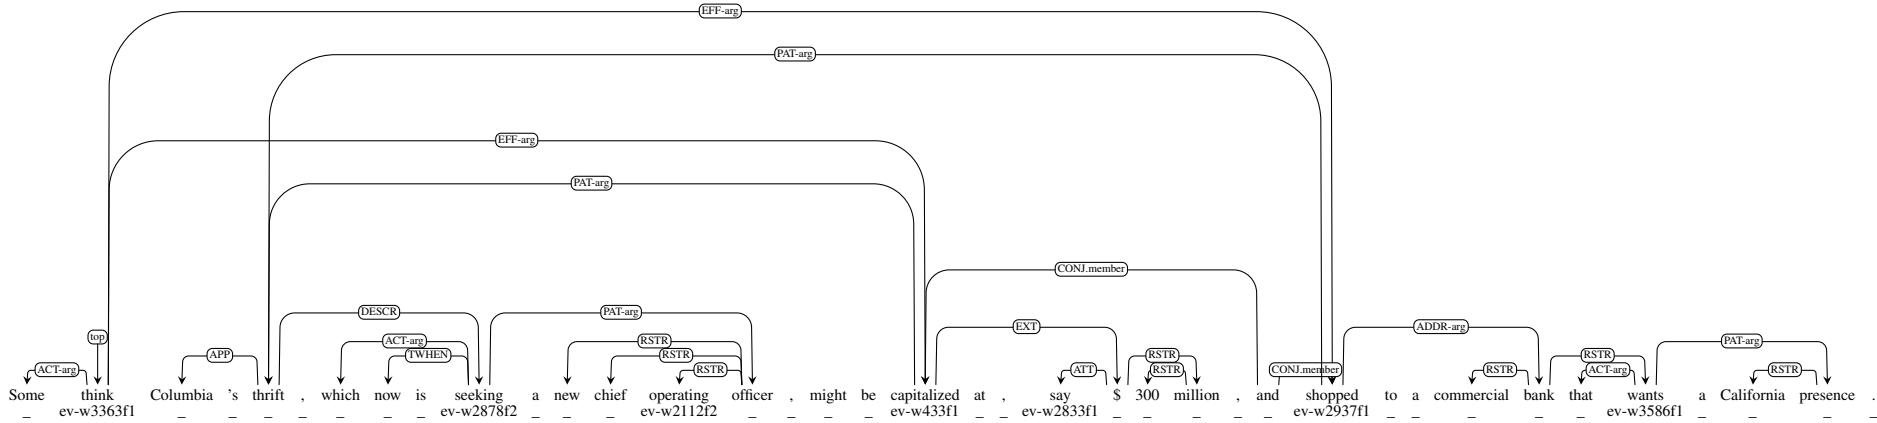 EFF-arg
PAT-arg
EFF-arg
PAT-arg
CONJ.member
DESCR PAT-arg
EXT ADDR-arg
top ACT-arg RSTR PAT-arg
APP TWHEN RSTR RSTR
ACT-arg RSTR ATT RSTR CONJ.member RSTR ACT-arg RSTR
Some think Columbia 's thrift , which now is seeking a new chief operating officer , might be capitalized at , say $ 300 million , and shopped to a commercial bank that wants a California presence .
_ ev-w3363f1 _ _ _ _ _ _ _ ev-w2878f2 _ _ _ ev-w2112f2 _ _ _ _ ev-w433f1 _ _ ev-w2833f1 _ _ _ _ _ ev-w2937f1 _ _ _ _ _ ev-w3586f1 _ _ _ _